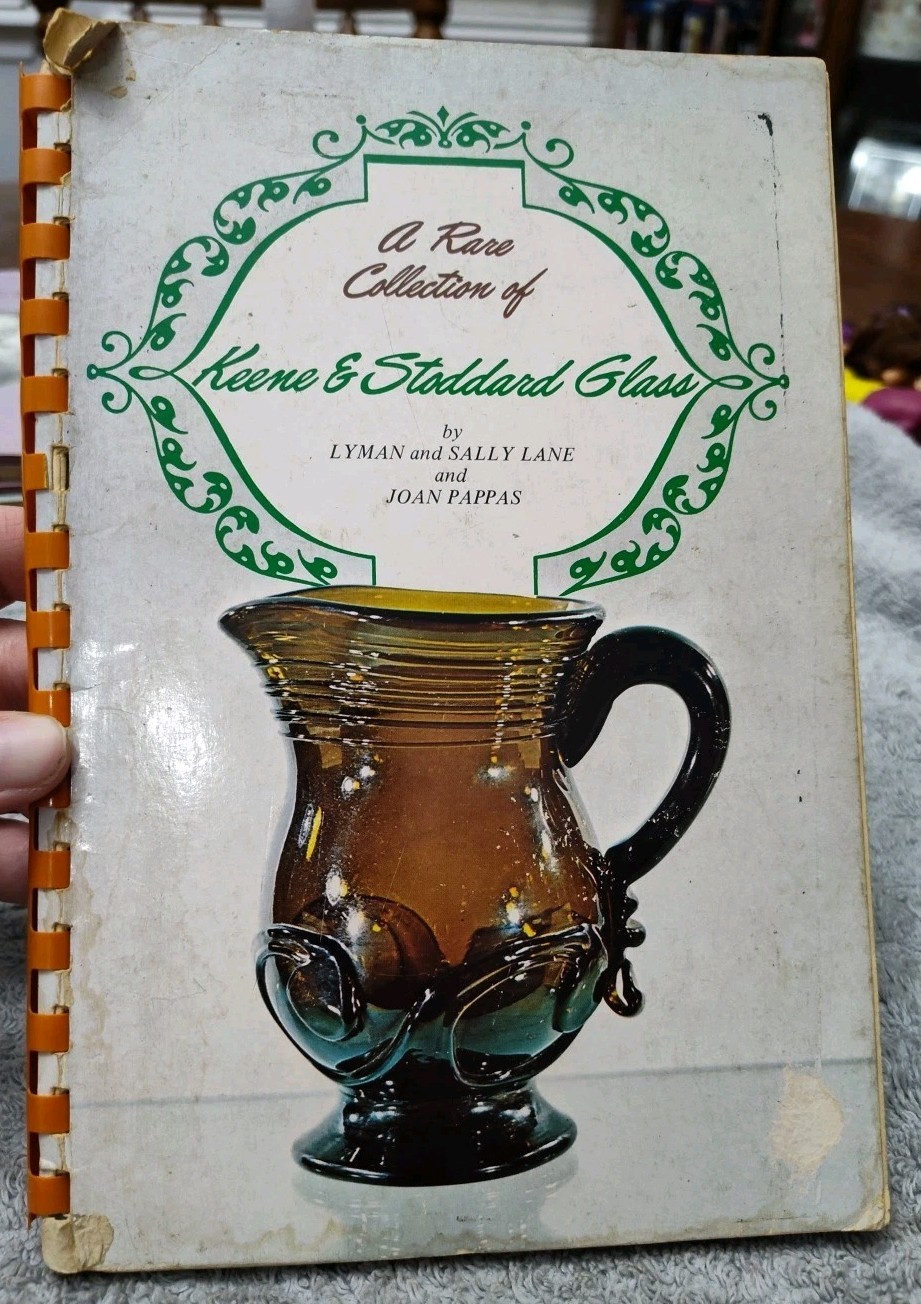 A Rare
Collection of
Keene & Stoddard Glass
by
LYMAN and SALLY LANE
and
JOAN PAPPAS